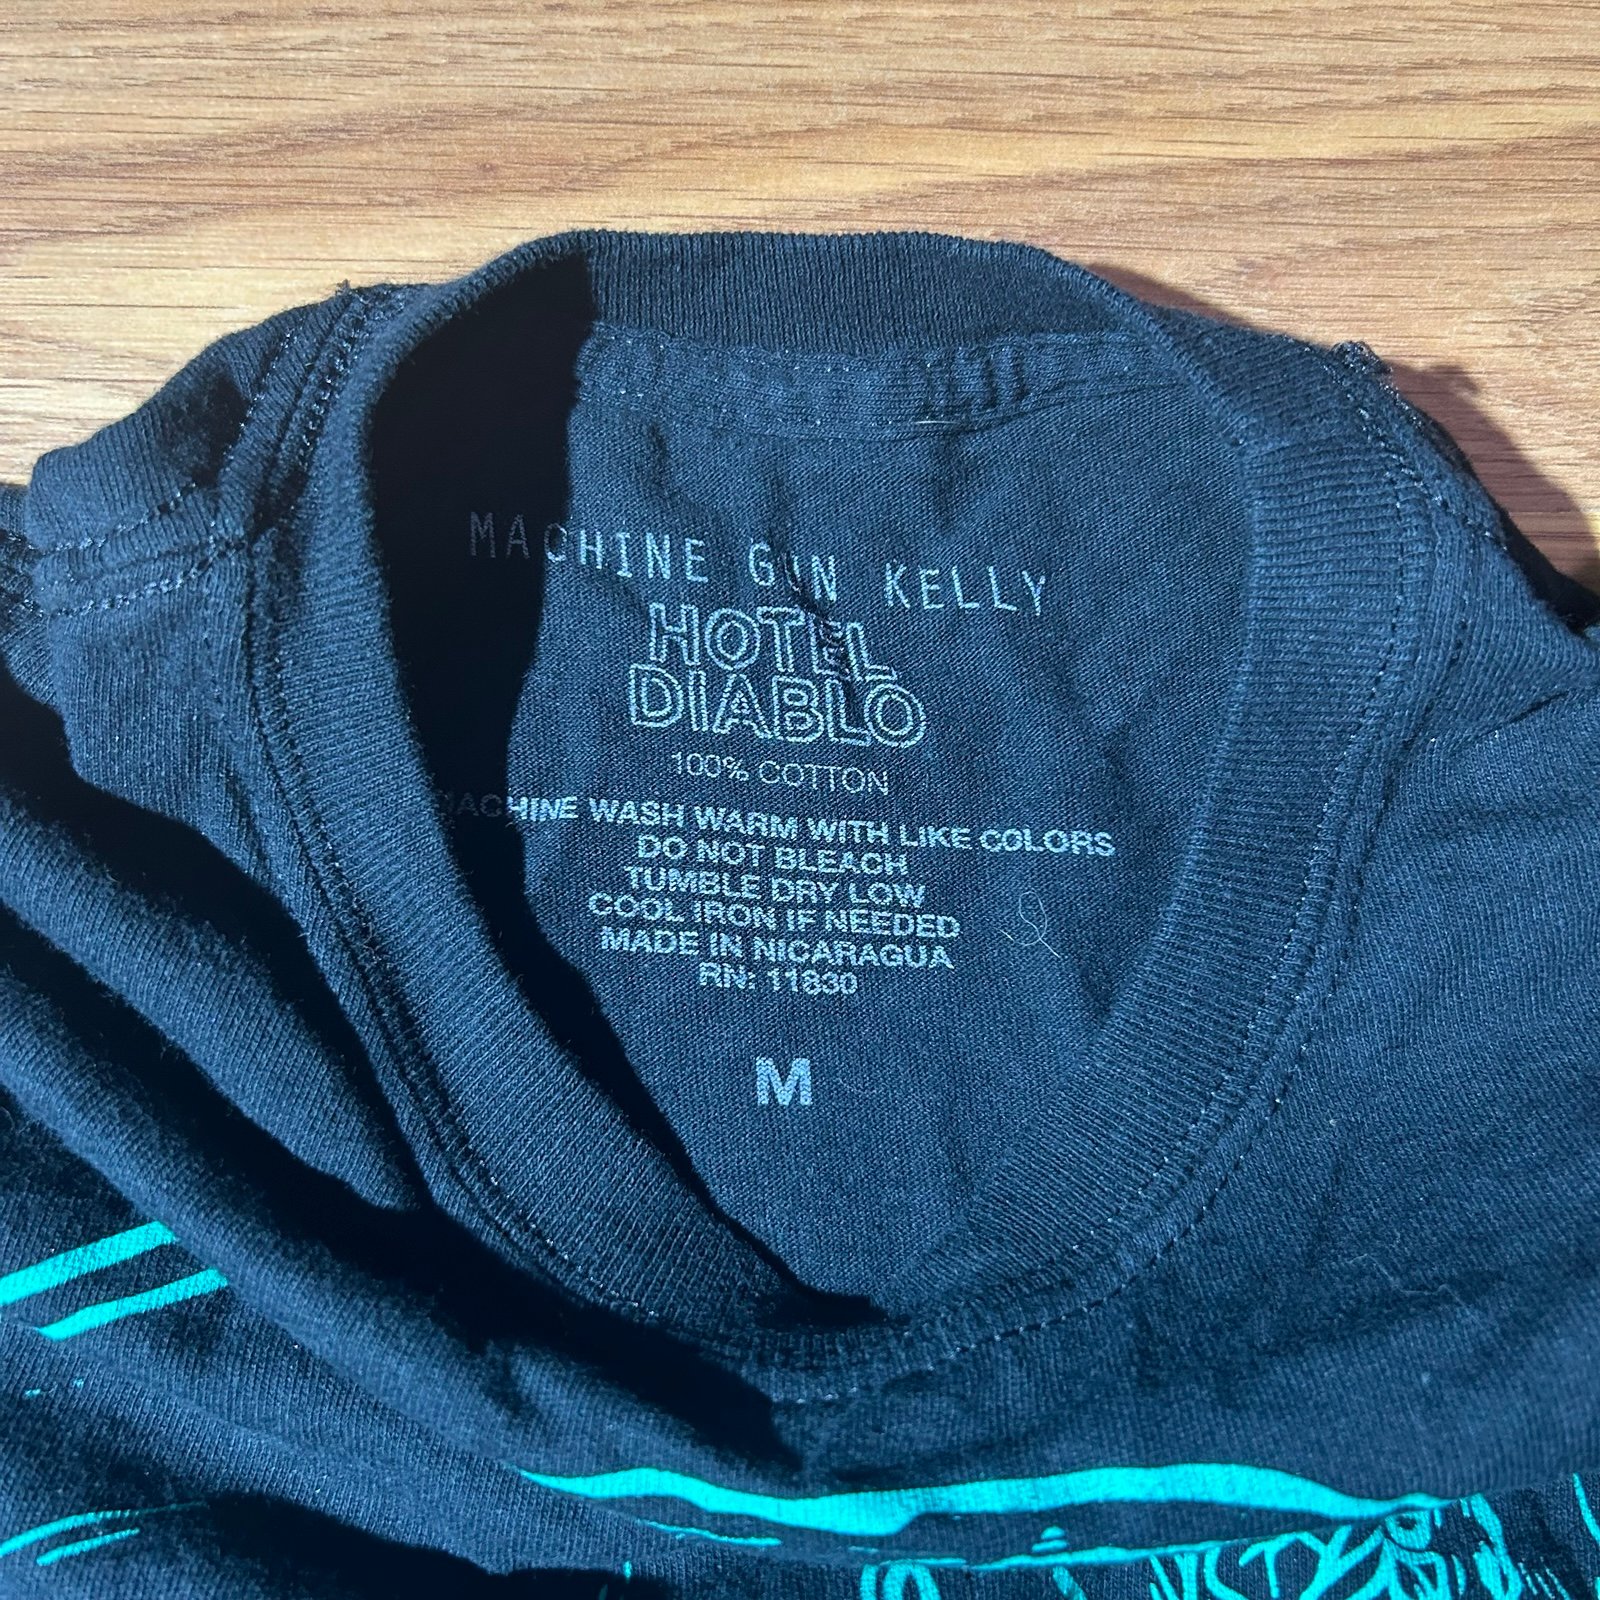 MACHINE GUN KELLY
HOTEL
DIABLO
100% COTTON
MACHINE WASH WARM WITH LIKE COLORS
DO NOT BLEACH
TUMBLE DRY LOW
COOL IRON IF NEEDED
MADE IN NICARAGUA
RN: 11830
M